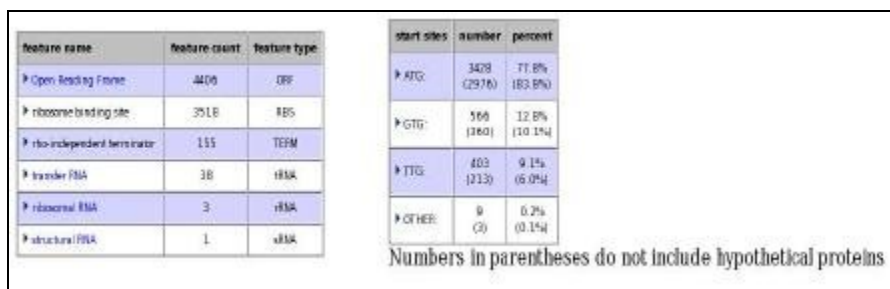 feature name feature count feature type
Open Reading Frame 4406 ORF
ribosome binding site 3518 RBS
rho-independent terminator 155 TERM
transfer RNA 38 tRNA
ribosomal RNA 3 rRNA
structural RNA 1 sRNA
start sites number percent
ATG: 3428 77.8%
(2976) (83.8%)
GTG: 566 12.8%
(360) (10.1%)
TTG: 403 9.1%
(213) (6.0%)
OTHER: 9 0.2%
(3) (0.1%)
Numbers in parentheses do not include hypothetical proteins